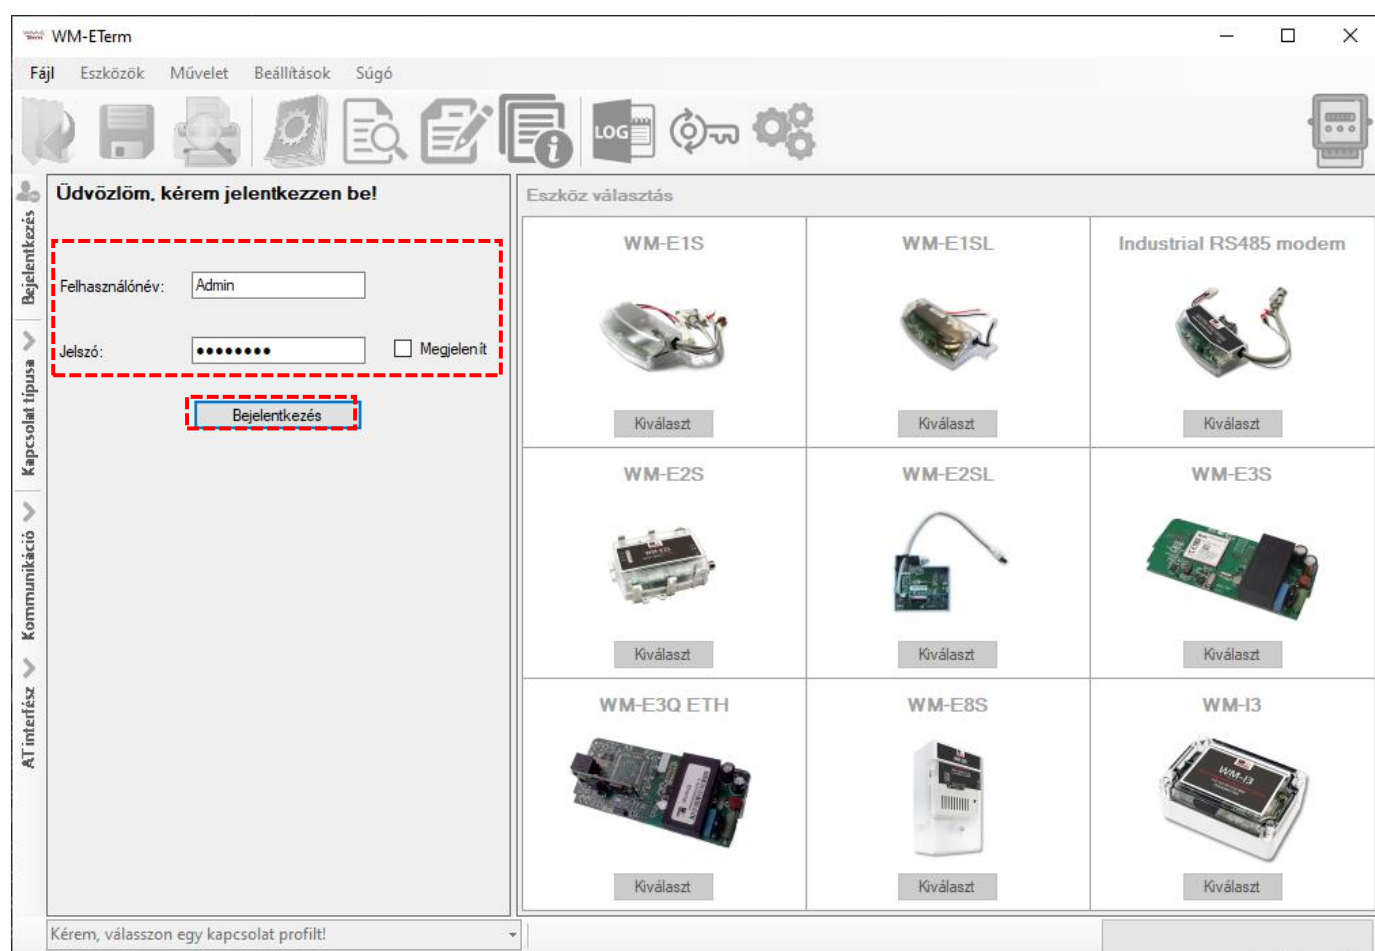 WM-ETerm
Fájl Eszközök Művelet Beállítások Súgó
LOG
Üdvözlöm, kérem jelentkezzen be!
Felhasználónév: Admin
Jelszó: ●●●●●●●● Megjelenít
Bejelentkezés
Bejelentkezés
Kapcsolat típusa
Kommunikáció
AT interfész
Eszköz választás
WM-E1S WM-E1SL Industrial RS485 modem
Kiválaszt Kiválaszt Kiválaszt
WM-E2S WM-E2SL WM-E3S
Kiválaszt Kiválaszt Kiválaszt
WM-E3Q ETH WM-E8S WM-I3
WM-I3
Kiválaszt Kiválaszt Kiválaszt
Kérem, válasszon egy kapcsolat profilt!